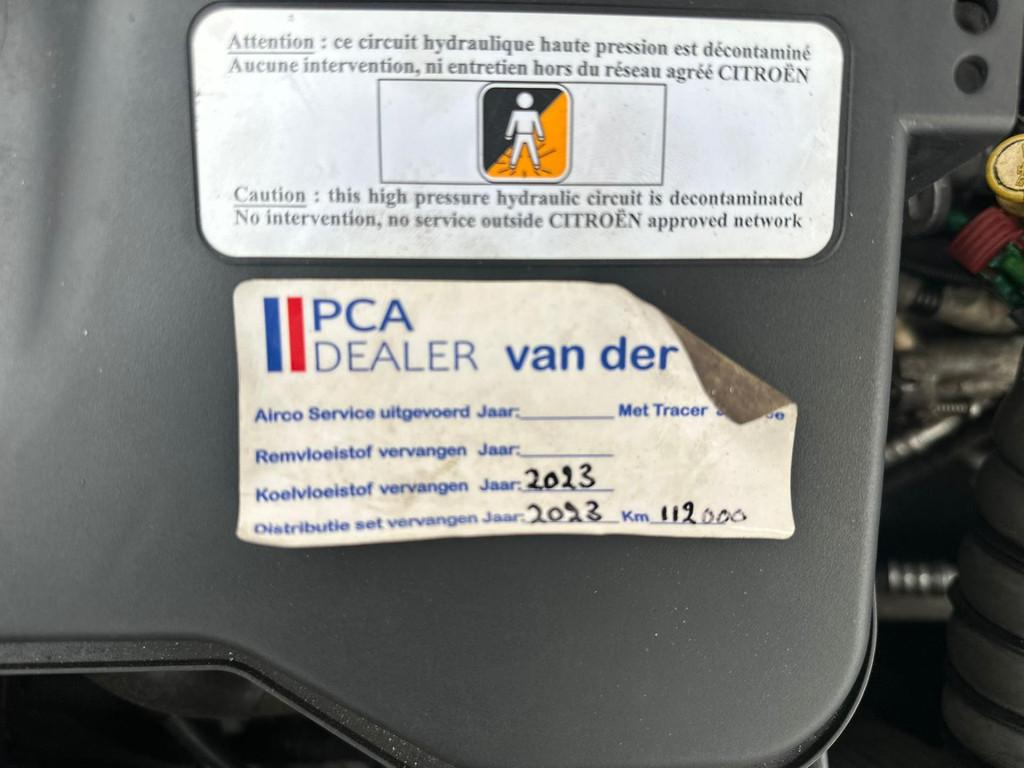 Attention : ce circuit hydraulique haute pression est décontaminé
Aucune intervention, ni entretien hors du réseau agréé CITROËN
Caution : this high pressure hydraulic circuit is decontaminated
No intervention, no service outside CITROËN approved network
PCA
DEALER van der
Airco Service uitgevoerd Jaar: Met Tracer
Remvloeistof vervangen Jaar:
Koelvloeistof vervangen Jaar: 2023
Distributie set vervangen Jaar: 2023 Km 112000